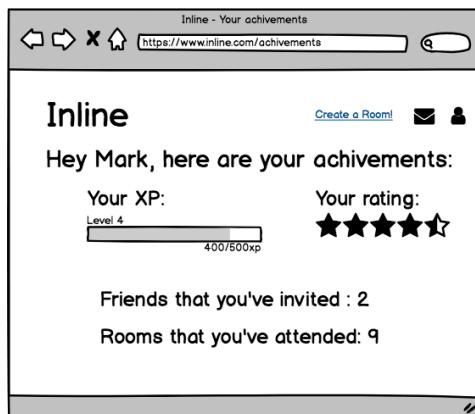 Inline - Your achivements
https://www.inline.com/achivements
Inline
Create a Room!
Hey Mark, here are your achivements:
Your XP:
Your rating:
Level 4
400/500xp
Friends that you've invited : 2
Rooms that you've attended: 9